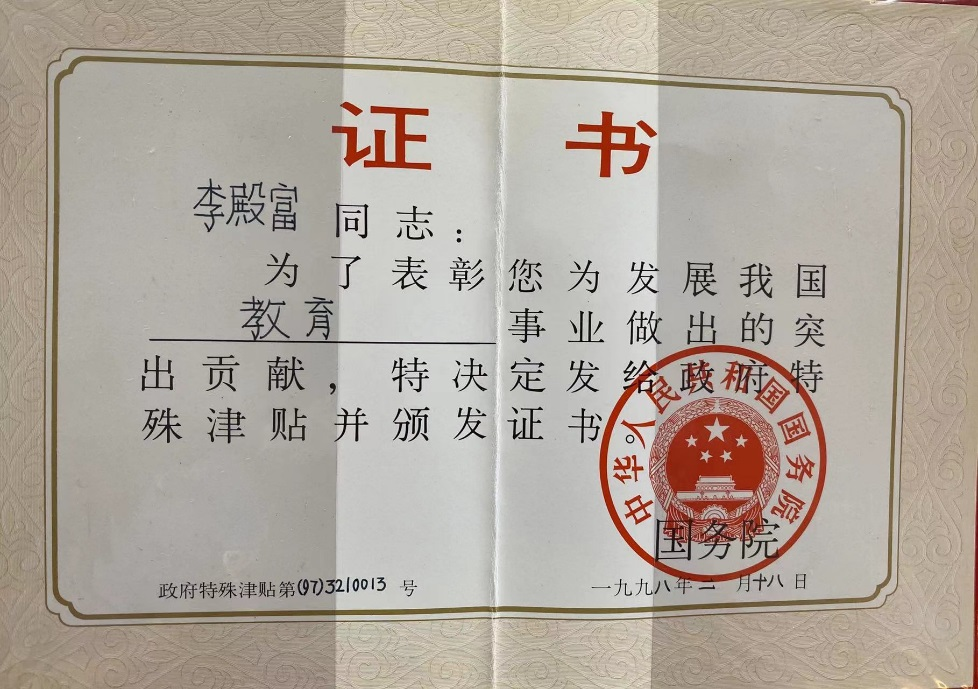 证书
李殿富 同志：
为了表彰您为发展我国
教育 事业做出的突
出贡献，特决定发给政府特
殊津贴并颁发证书。
中华人民共和国国务院
国务院
政府特殊津贴第(97)3210013 号
一九九八年二月十八日